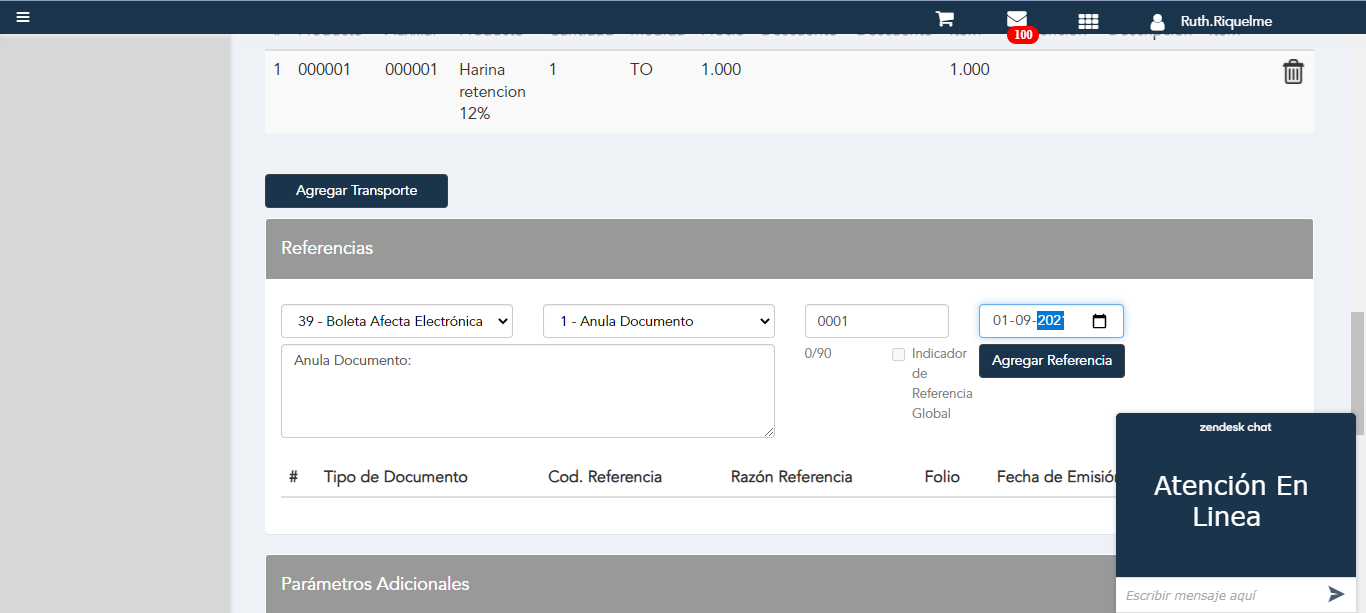 Ruth.Riquelme
100
1 000001 000001 Harina 1 TO 1.000 1.000
retencion
12%
Agregar Transporte
Referencias
39 - Boleta Afecta Electrónica 1 - Anula Documento 0001 01-09-2021
Anula Documento:
0/90 Indicador
de
Referencia
Global
Agregar Referencia
zendesk chat
Atención En
Linea
# Tipo de Documento Cod. Referencia Razón Referencia Folio Fecha de Emisión
Parámetros Adicionales
Escribir mensaje aquí